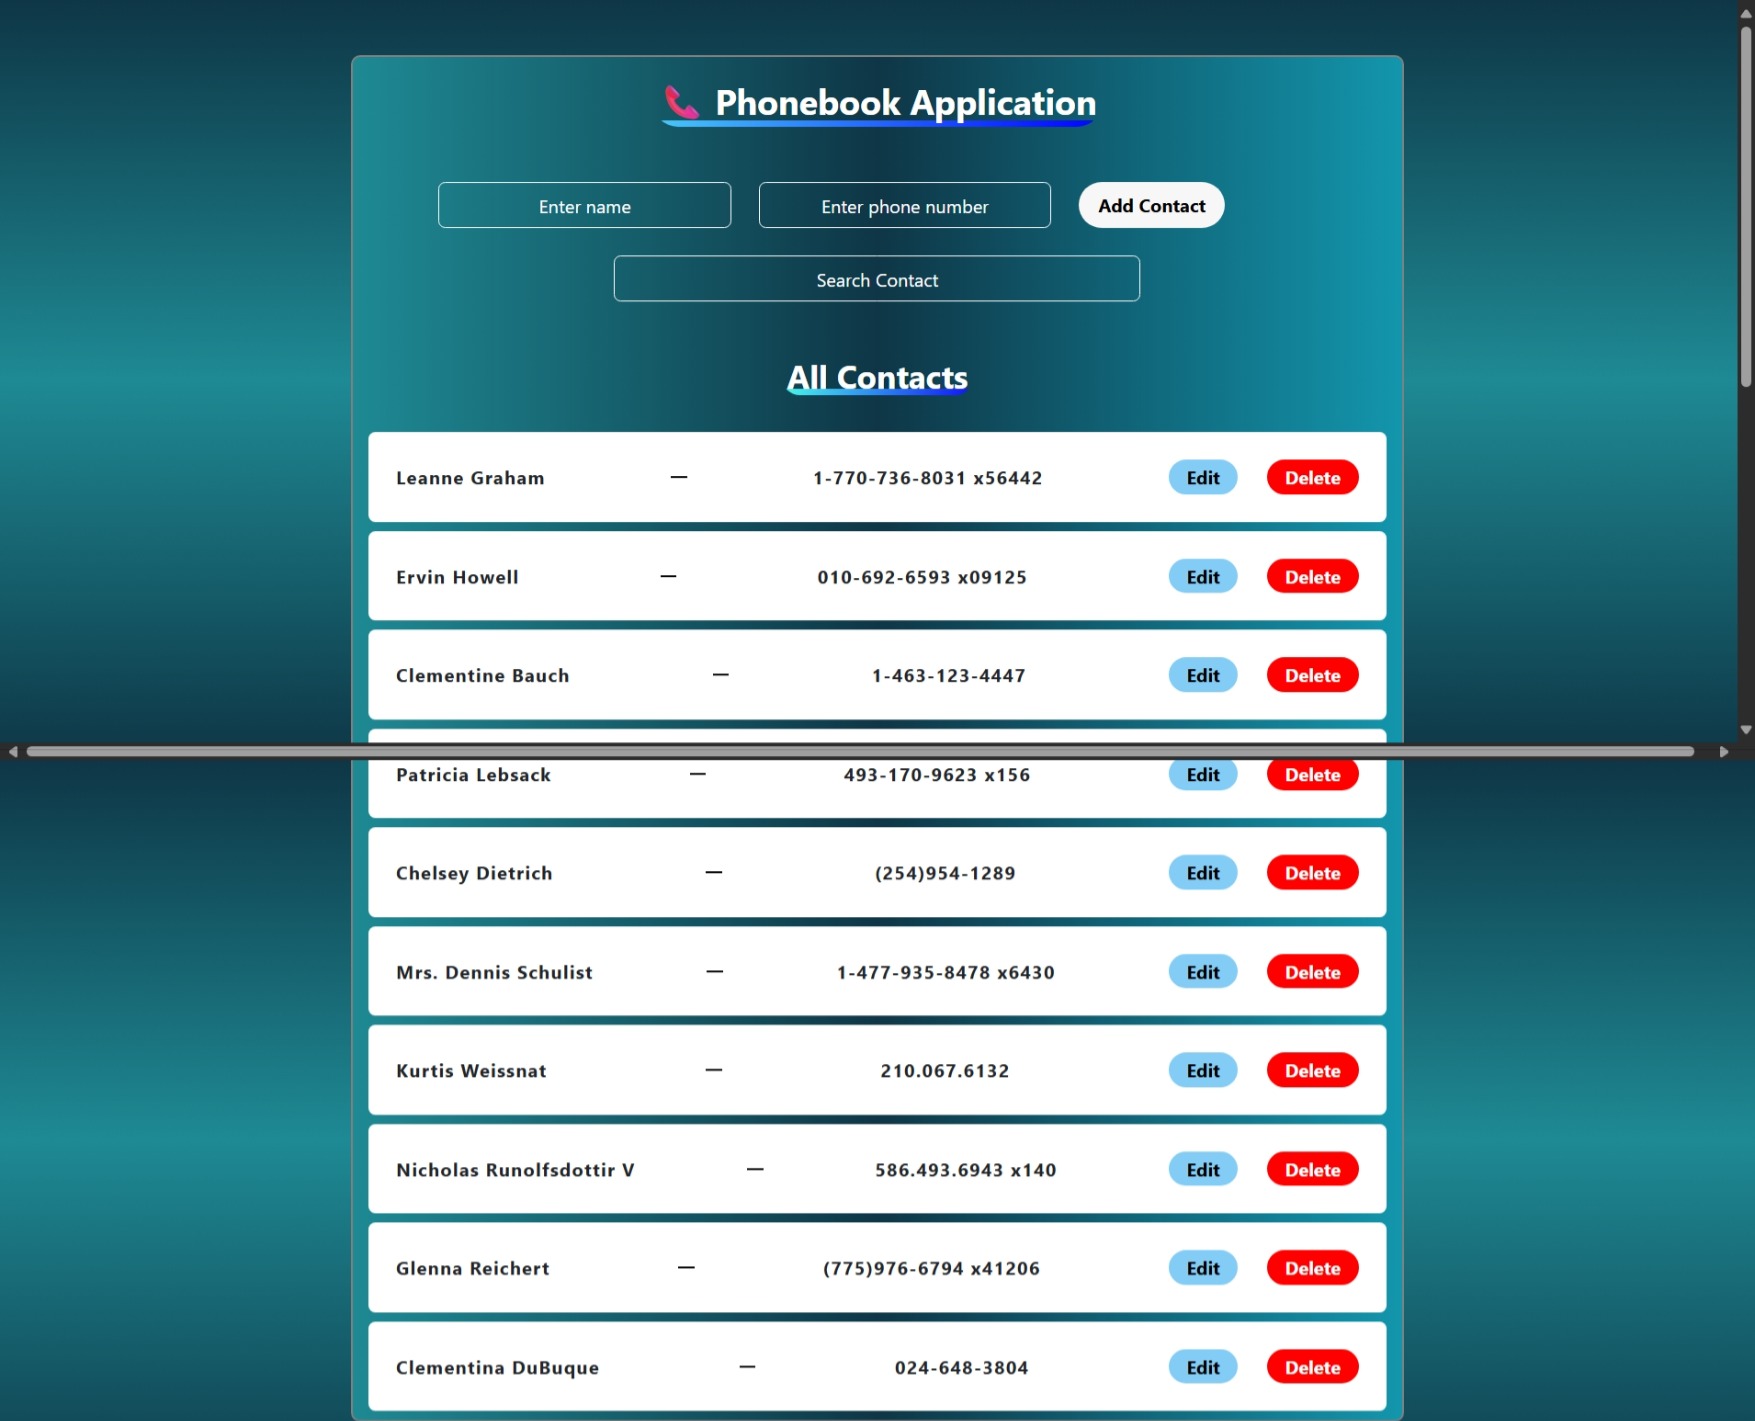 Phonebook Application
Enter name Enter phone number Add Contact
Search Contact
All Contacts
Leanne Graham — 1-770-736-8031 x56442 Edit Delete
Ervin Howell — 010-692-6593 x09125 Edit Delete
Clementine Bauch — 1-463-123-4447 Edit Delete
Patricia Lebsack — 493-170-9623 x156 Edit Delete
Chelsey Dietrich — (254)954-1289 Edit Delete
Mrs. Dennis Schulist — 1-477-935-8478 x6430 Edit Delete
Kurtis Weissnat — 210.067.6132 Edit Delete
Nicholas Runolfsdottir V — 586.493.6943 x140 Edit Delete
Glenna Reichert — (775)976-6794 x41206 Edit Delete
Clementina DuBuque — 024-648-3804 Edit Delete